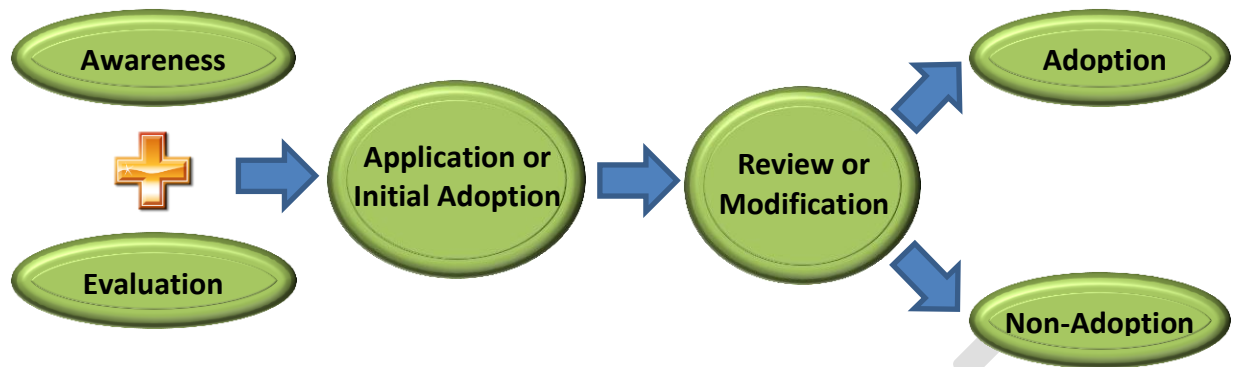 Awareness
Evaluation
Application or
Initial Adoption
Review or
Modification
Adoption
Non-Adoption